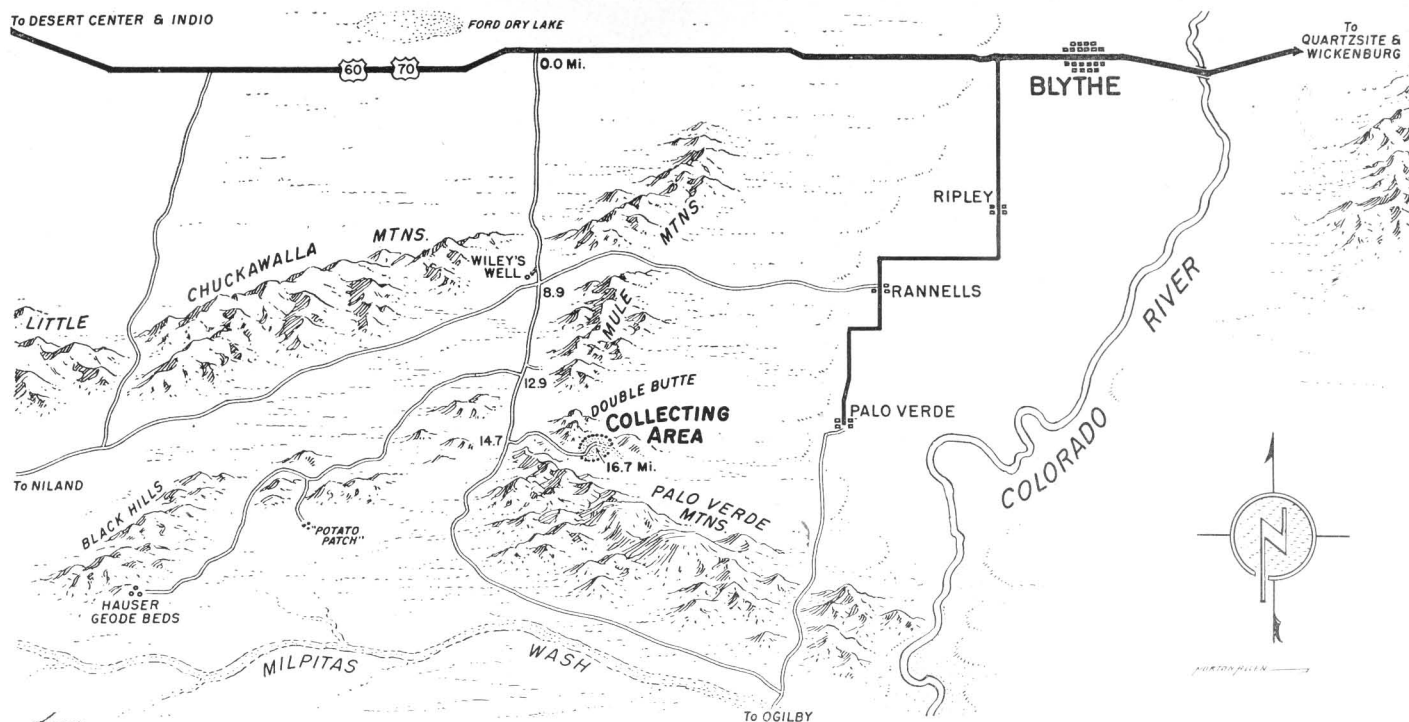 To DESERT CENTER & INDIO
FORD DRY LAKE
To
QUARTZSITE &
WICKENBURG
60
70
0.0 Mi.
BLYTHE
RIPLEY
MTNS.
MTNS.
CHUCKAWALLA
WILEY'S
WELL
8.9
RANNELLS
RIVER
LITTLE
MULE
12.9
DOUBLE BUTTE
COLLECTING
AREA
PALO VERDE
14.7
16.7 Mi.
COLORADO
To NILAND
BLACK HILLS
PALO VERDE
MTNS.
"POTATO
PATCH"
N
HAUSER
GEODE BEDS
MILPITAS
WASH
NORTON ALLEN
To OGILBY